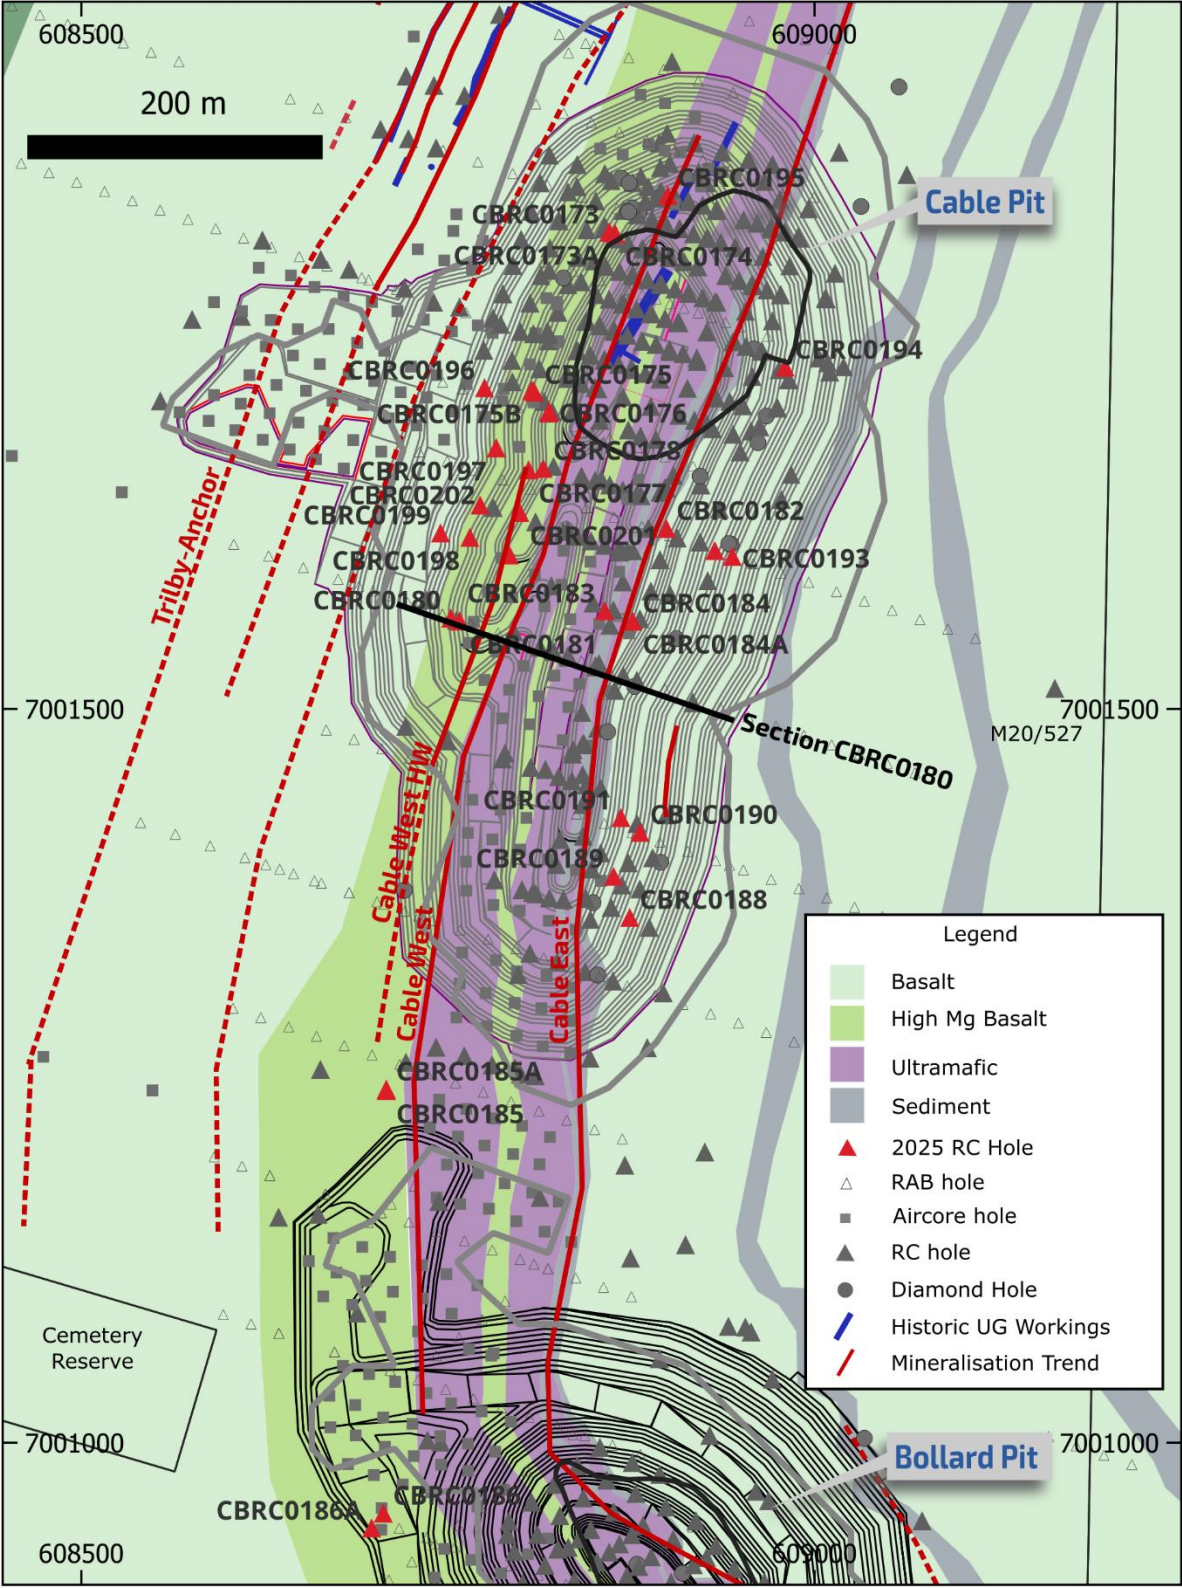 608500
609000
200 m
CBRC0195
Cable Pit
CBRC0173
CBRC0173A
CBRC0174
CBRC0194
CBRC0196
CBRC0175
CBRC0175B
CBRC0176
CBRC0178
CBRC0197
CBRC0202
CBRC0177
CBRC0199
CBRC0182
CBRC0201
CBRC0198
CBRC0193
Trilby-Anchor
CBRC0180
CBRC0183
CBRC0184
CBRC0181
CBRC0184A
7001500
7001500
Section CBRC0180
M20/527
Cable West HW
CBRC0191
CBRC0190
CBRC0189
CBRC0188
Cable West
Cable East
Legend
Basalt
High Mg Basalt
Ultramafic
Sediment
2025 RC Hole
RAB hole
Aircore hole
RC hole
Diamond Hole
Historic UG Workings
Mineralisation Trend
CBRC0185A
CBRC0185
Cemetery
Reserve
7001000
7001000
Bollard Pit
CBRC0186
CBRC0186A
608500
609000